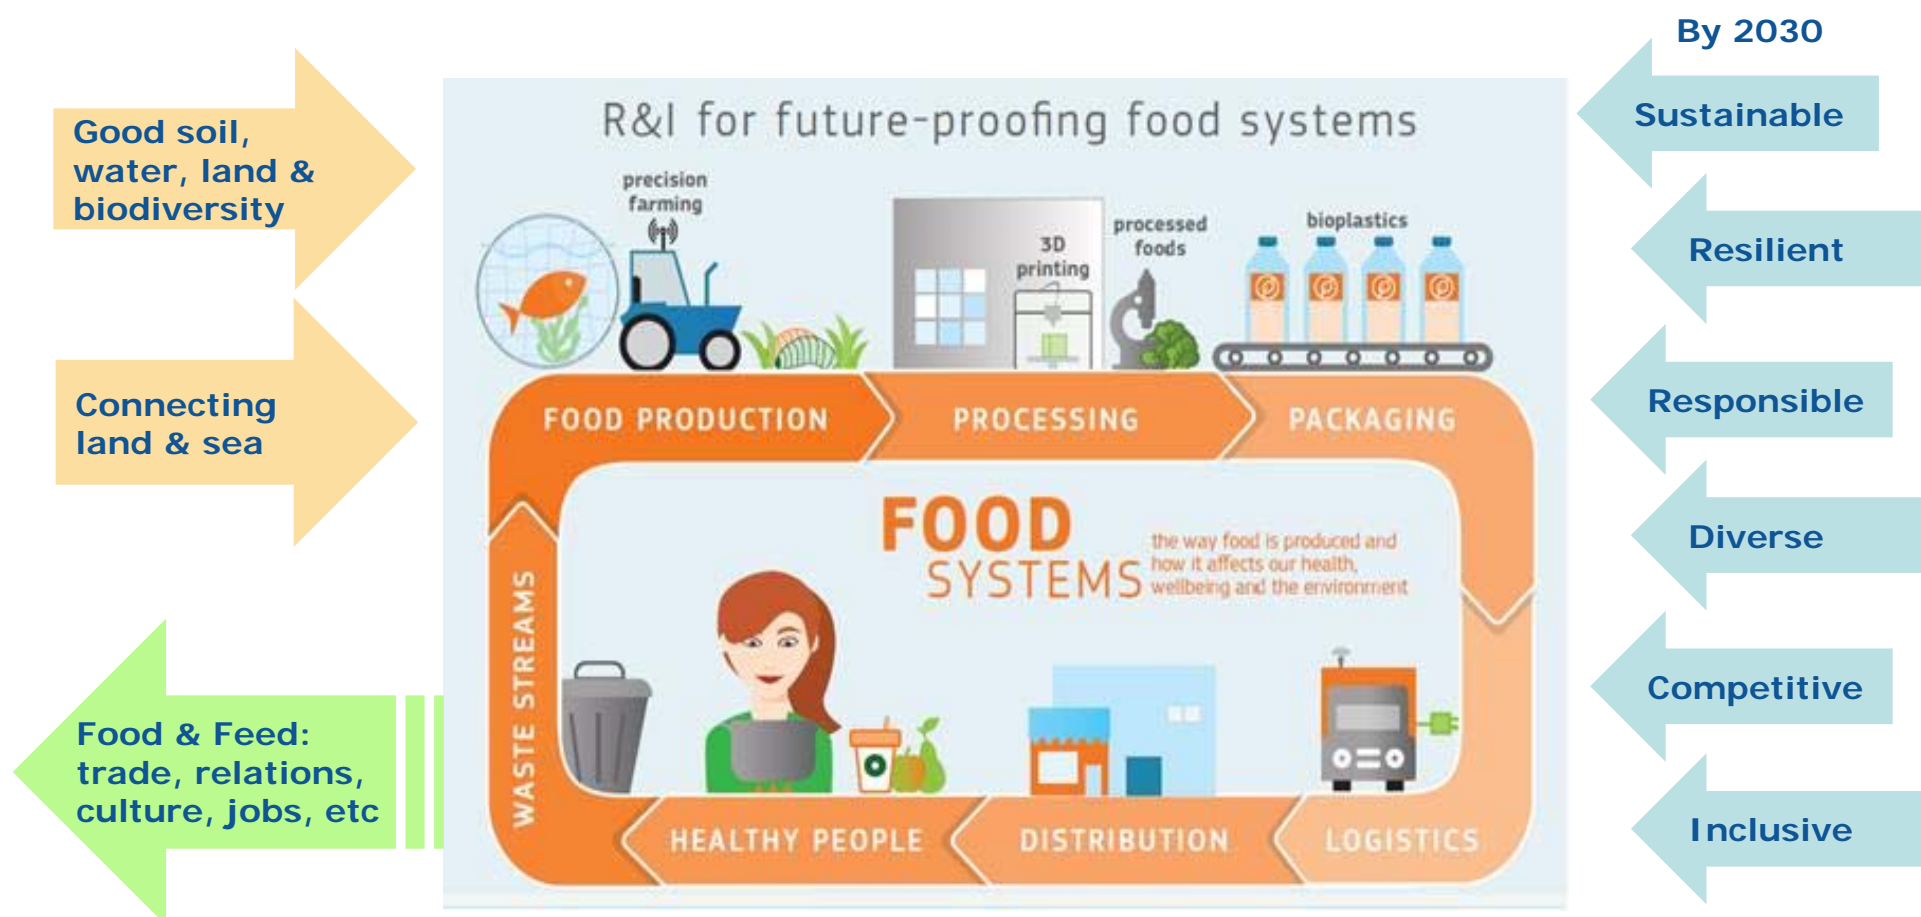 By 2030
Good soil,
water, land &
biodiversity
Connecting
land & sea
Food & Feed:
trade, relations,
culture, jobs, etc
R&I for future-proofing food systems
precision
farming
3D
printing
processed
foods
bioplastics
FOOD PRODUCTION
PROCESSING
PACKAGING
FOOD
SYSTEMS
the way food is produced and
how it affects our health,
wellbeing and the environment
WASTE STREAMS
HEALTHY PEOPLE
DISTRIBUTION
LOGISTICS
Sustainable
Resilient
Responsible
Diverse
Competitive
Inclusive